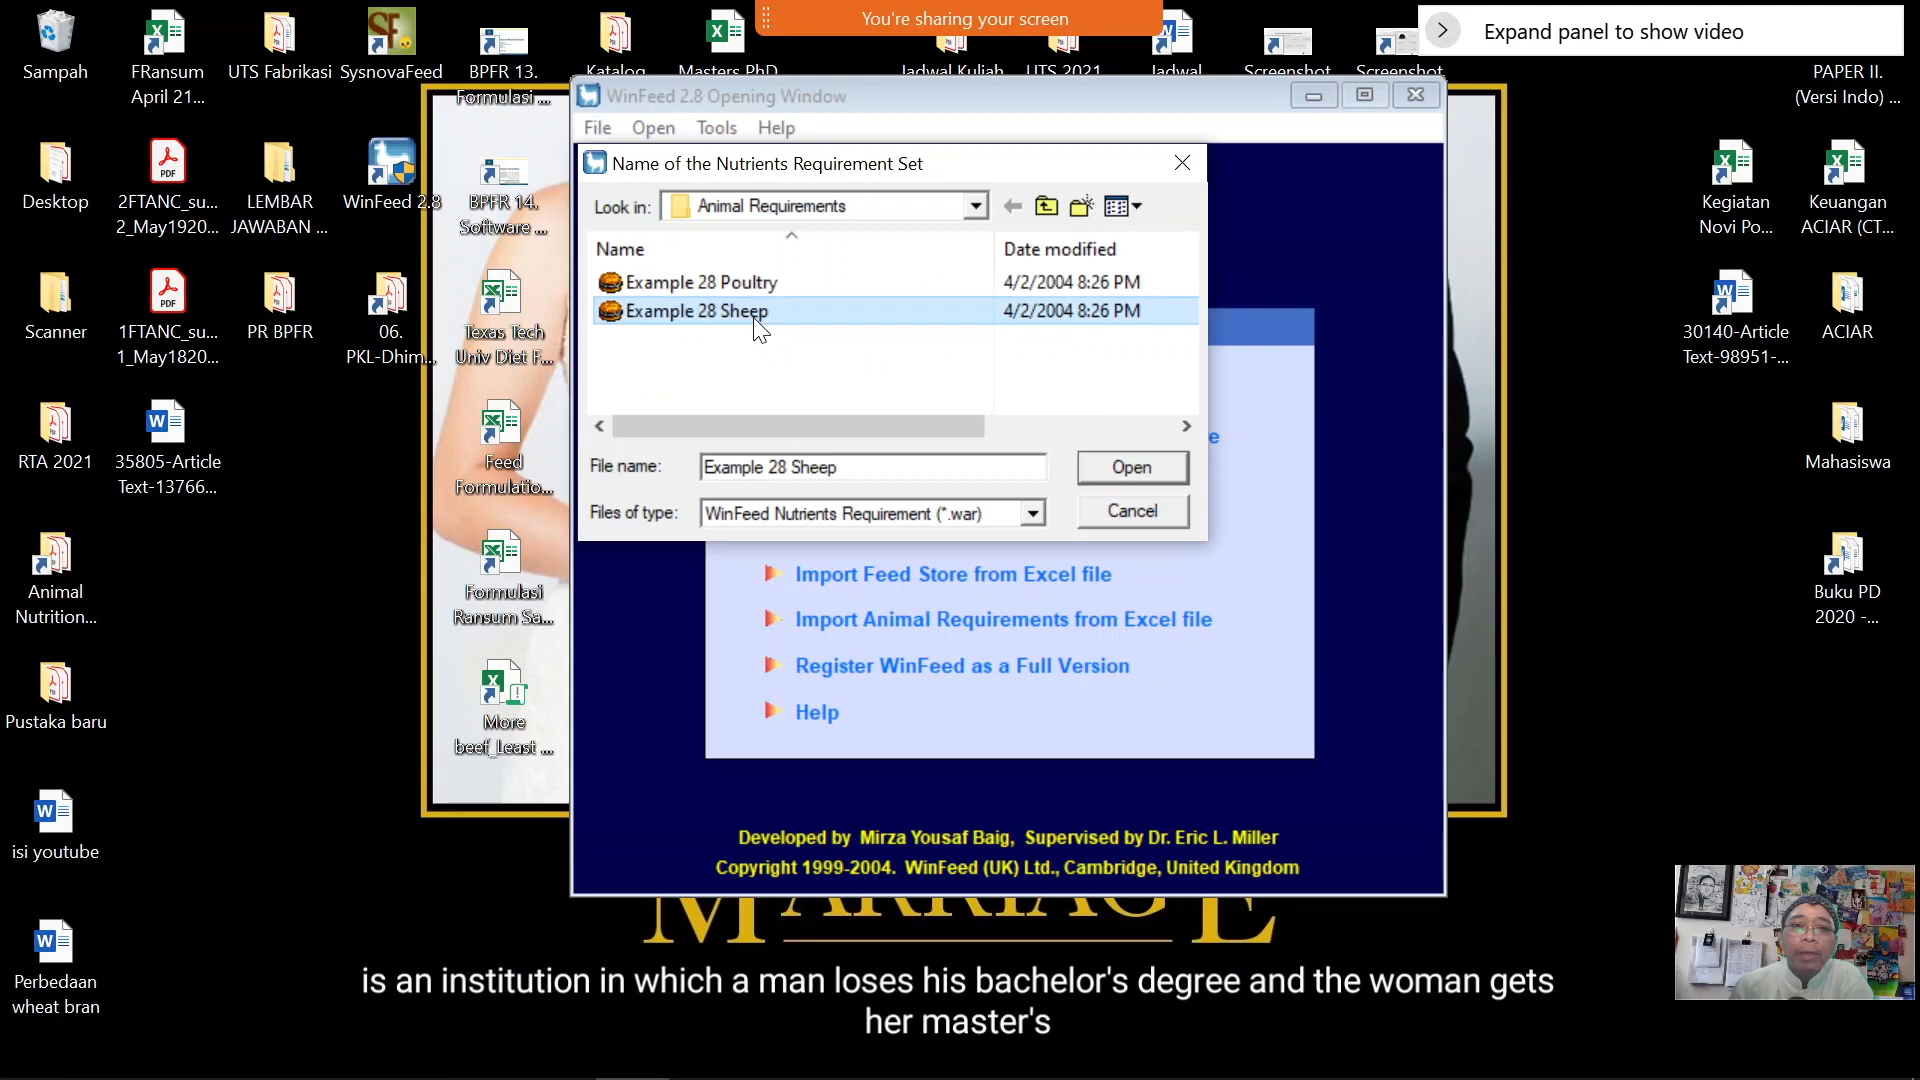 You're sharing your screen
Expand panel to show video
Sampah
FRansum
April 21...
UTS Fabrikasi
SysnovaFeed
BPFR 13.
Formulasi ...
Katalog
Masters PhD
Jadwal Kuliah
UTS 2021
Jadwal
Screenshot
Screenshot
PAPER II.
(Versi Indo) ...
WinFeed 2.8 Opening Window
File Open Tools Help
Name of the Nutrients Requirement Set
Look in: Animal Requirements
Name Date modified
Example 28 Poultry 4/2/2004 8:26 PM
Example 28 Sheep 4/2/2004 8:26 PM
File name: Example 28 Sheep Open
Files of type: WinFeed Nutrients Requirement (*.war) Cancel
e
Import Feed Store from Excel file
Import Animal Requirements from Excel file
Register WinFeed as a Full Version
Help
Developed by Mirza Yousaf Baig, Supervised by Dr. Eric L. Miller
Copyright 1999-2004. WinFeed (UK) Ltd., Cambridge, United Kingdom
Desktop
2FTANC_su...
2_May1920...
LEMBAR
JAWABAN ...
WinFeed 2.8
BPFR 14.
Software ...
Kegiatan
Novi Po...
Keuangan
ACIAR (CT...
Scanner
1FTANC_su...
1_May1820...
PR BPFR
06.
PKL-Dhim...
Texas Tech
Univ Diet F...
30140-Article
Text-98951-...
ACIAR
RTA 2021
35805-Article
Text-13766...
Feed
Formulatio...
Mahasiswa
Animal
Nutrition...
Formulasi
Ransum Sa...
Buku PD
2020 -...
Pustaka baru
More
beef_Least ...
isi youtube
Perbedaan
wheat bran
MARRIAGE
is an institution in which a man loses his bachelor's degree and the woman gets
her master's